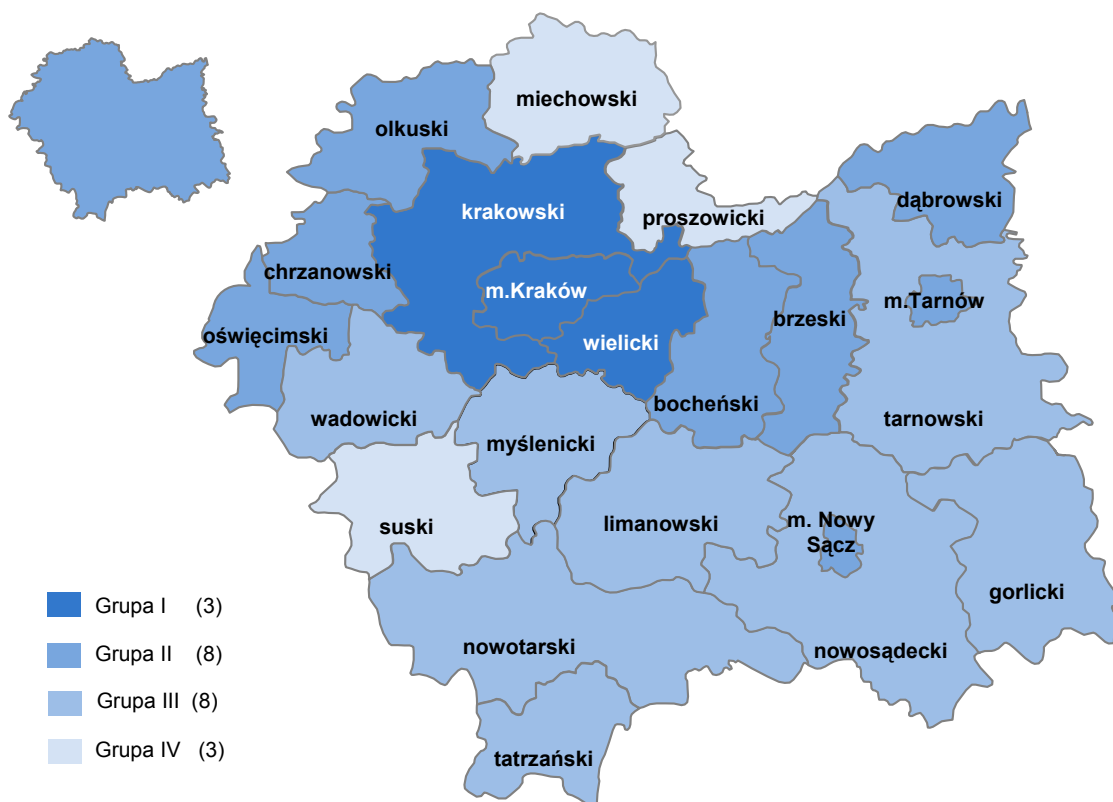 miechowski
olkuski
dąbrowski
krakowski
proszowicki
chrzanowski
m.Kraków
m.Tarnów
brzeski
oświęcimski
wielicki
bocheński
wadowicki
tarnowski
myślenicki
suski
limanowski
m. Nowy
Sącz
gorlicki
nowotarski
nowosądecki
tatrzański
Grupa I (3)
Grupa II (8)
Grupa III (8)
Grupa IV (3)